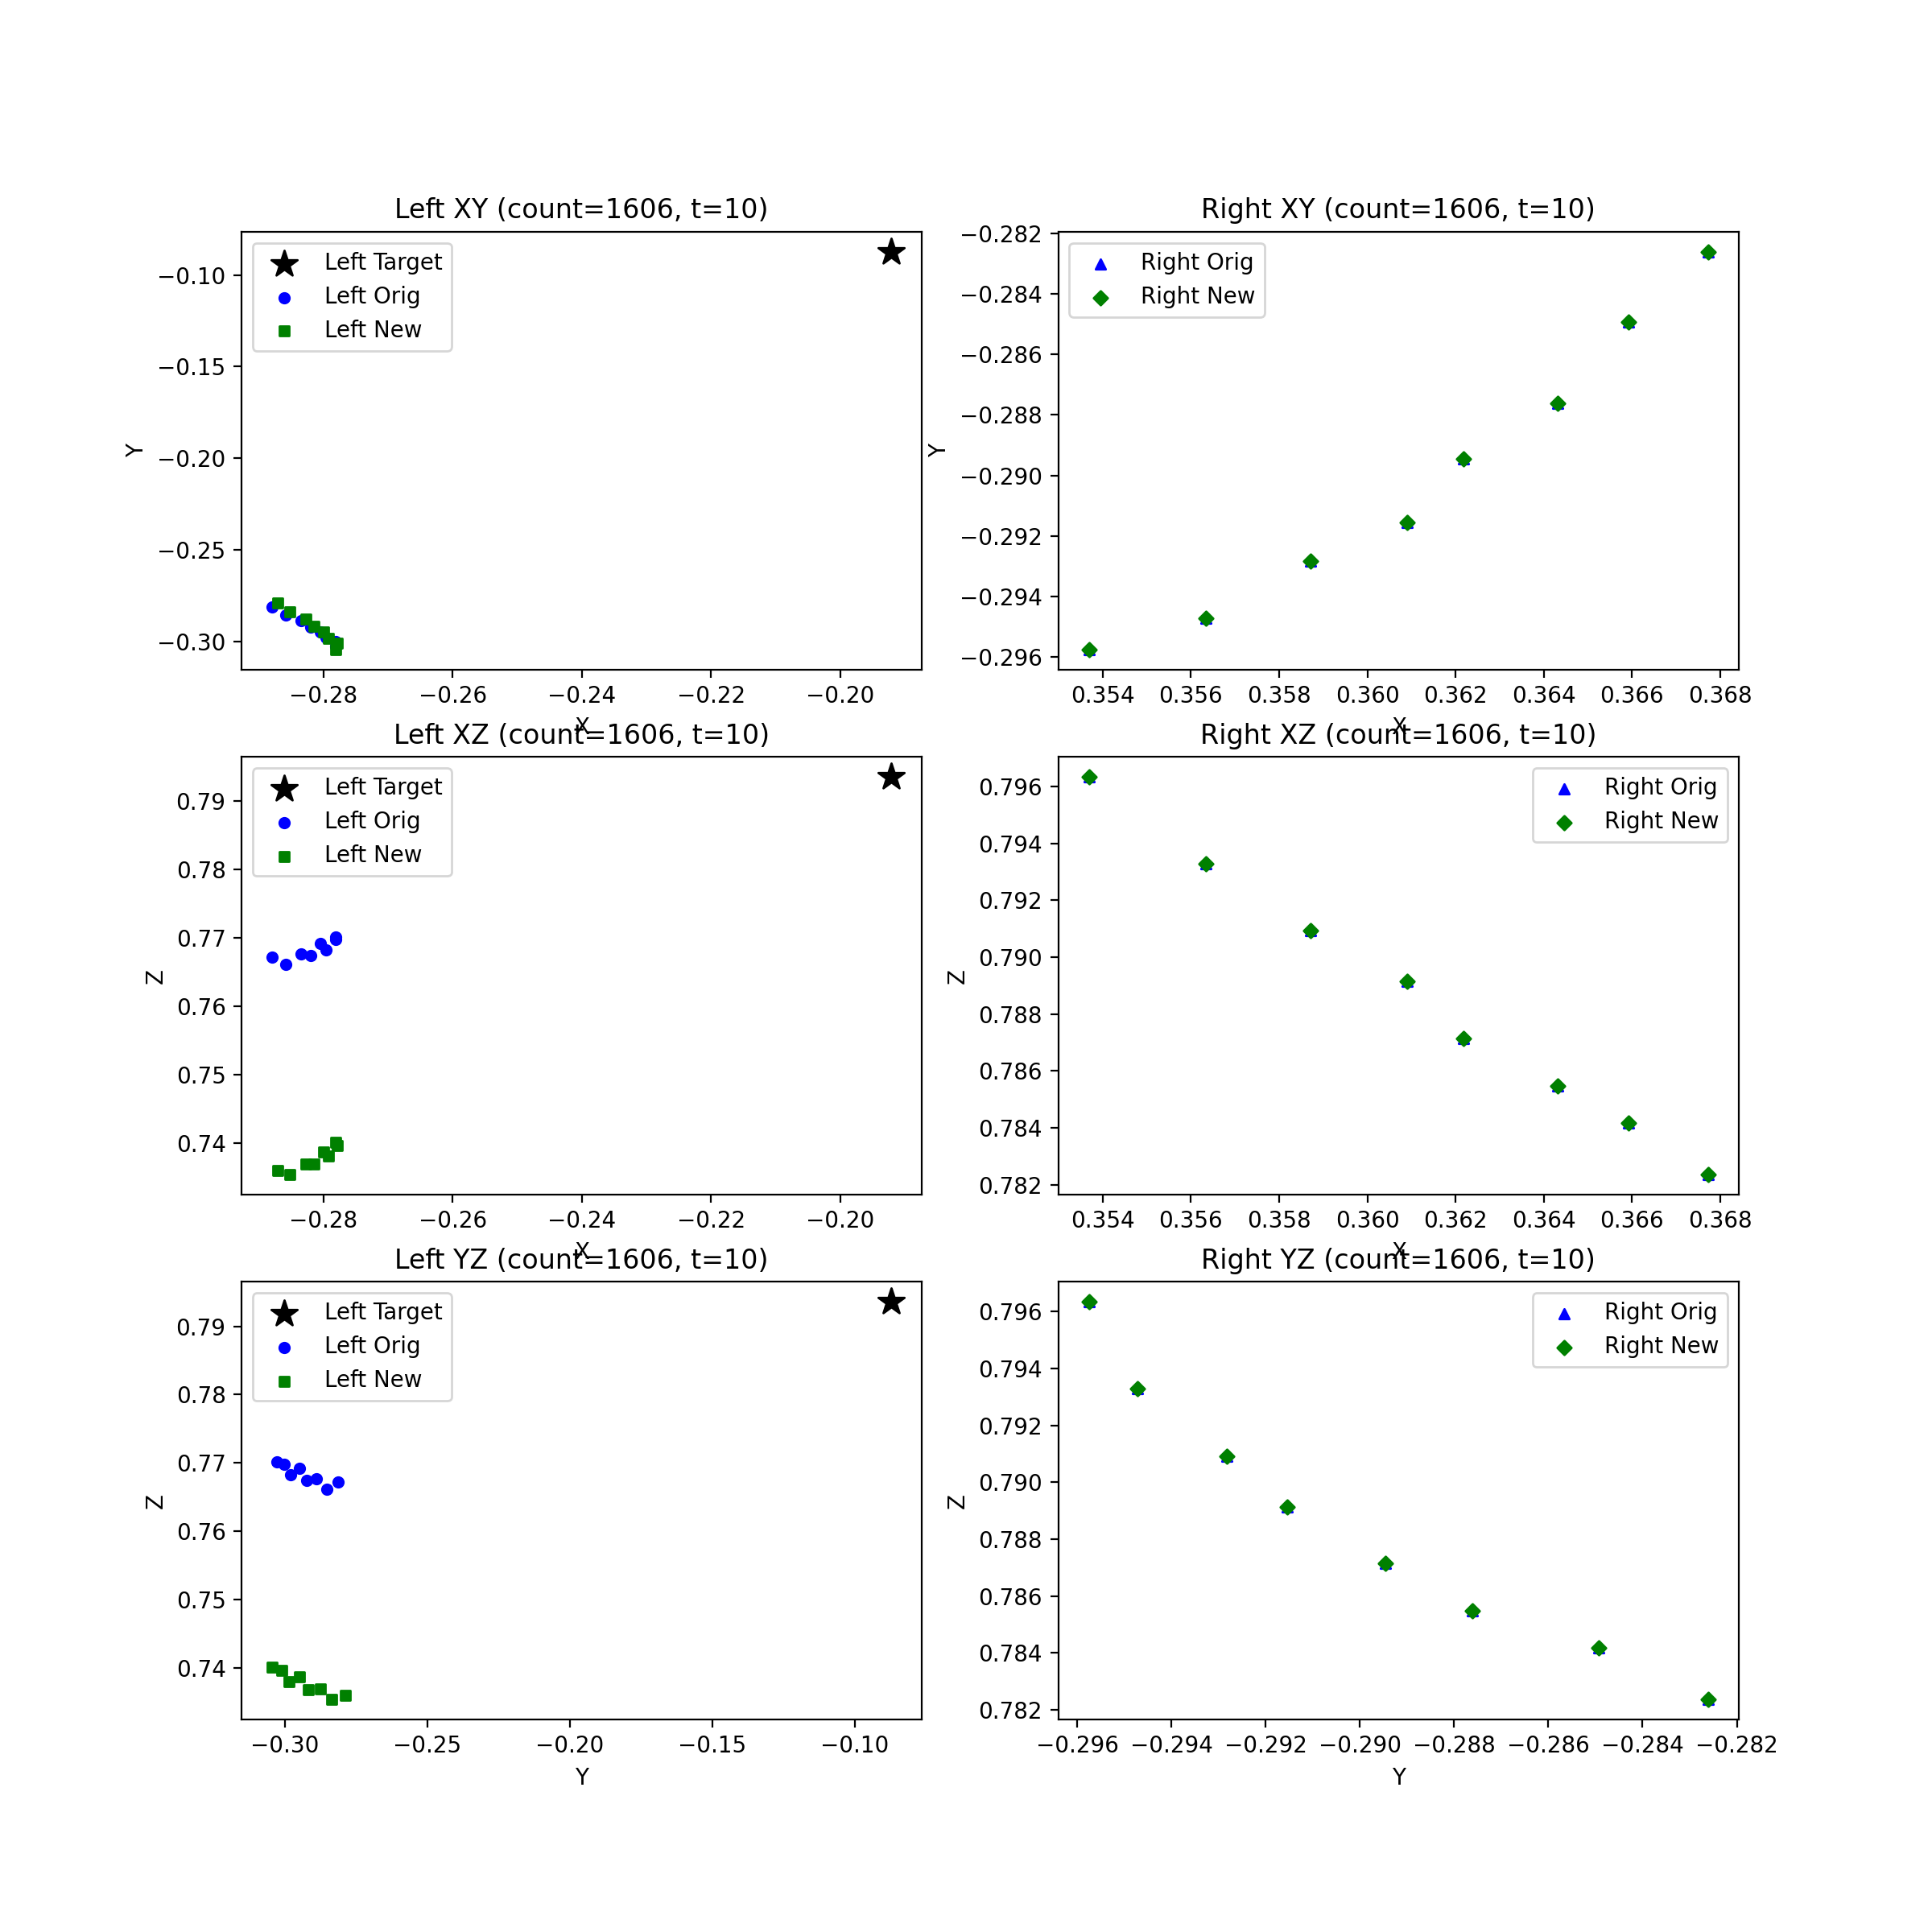 Left XY (count=1606, t=10)
Left Target
Left Orig
Left New
−0.10
−0.15
−0.20
−0.25
−0.30
Y
−0.28 −0.26 −0.24 −0.22 −0.20
X
Right XY (count=1606, t=10)
Right Orig
Right New
−0.282
−0.284
−0.286
−0.288
−0.290
−0.292
−0.294
−0.296
Y
0.354 0.356 0.358 0.360 0.362 0.364 0.366 0.368
X
Left XZ (count=1606, t=10)
Left Target
Left Orig
Left New
0.79
0.78
0.77
0.76
0.75
0.74
Z
−0.28 −0.26 −0.24 −0.22 −0.20
X
Right XZ (count=1606, t=10)
Right Orig
Right New
0.796
0.794
0.792
0.790
0.788
0.786
0.784
0.782
Z
0.354 0.356 0.358 0.360 0.362 0.364 0.366 0.368
X
Left YZ (count=1606, t=10)
Left Target
Left Orig
Left New
0.79
0.78
0.77
0.76
0.75
0.74
Z
−0.30 −0.25 −0.20 −0.15 −0.10
Y
Right YZ (count=1606, t=10)
Right Orig
Right New
0.796
0.794
0.792
0.790
0.788
0.786
0.784
0.782
Z
−0.296 −0.294 −0.292 −0.290 −0.288 −0.286 −0.284 −0.282
Y